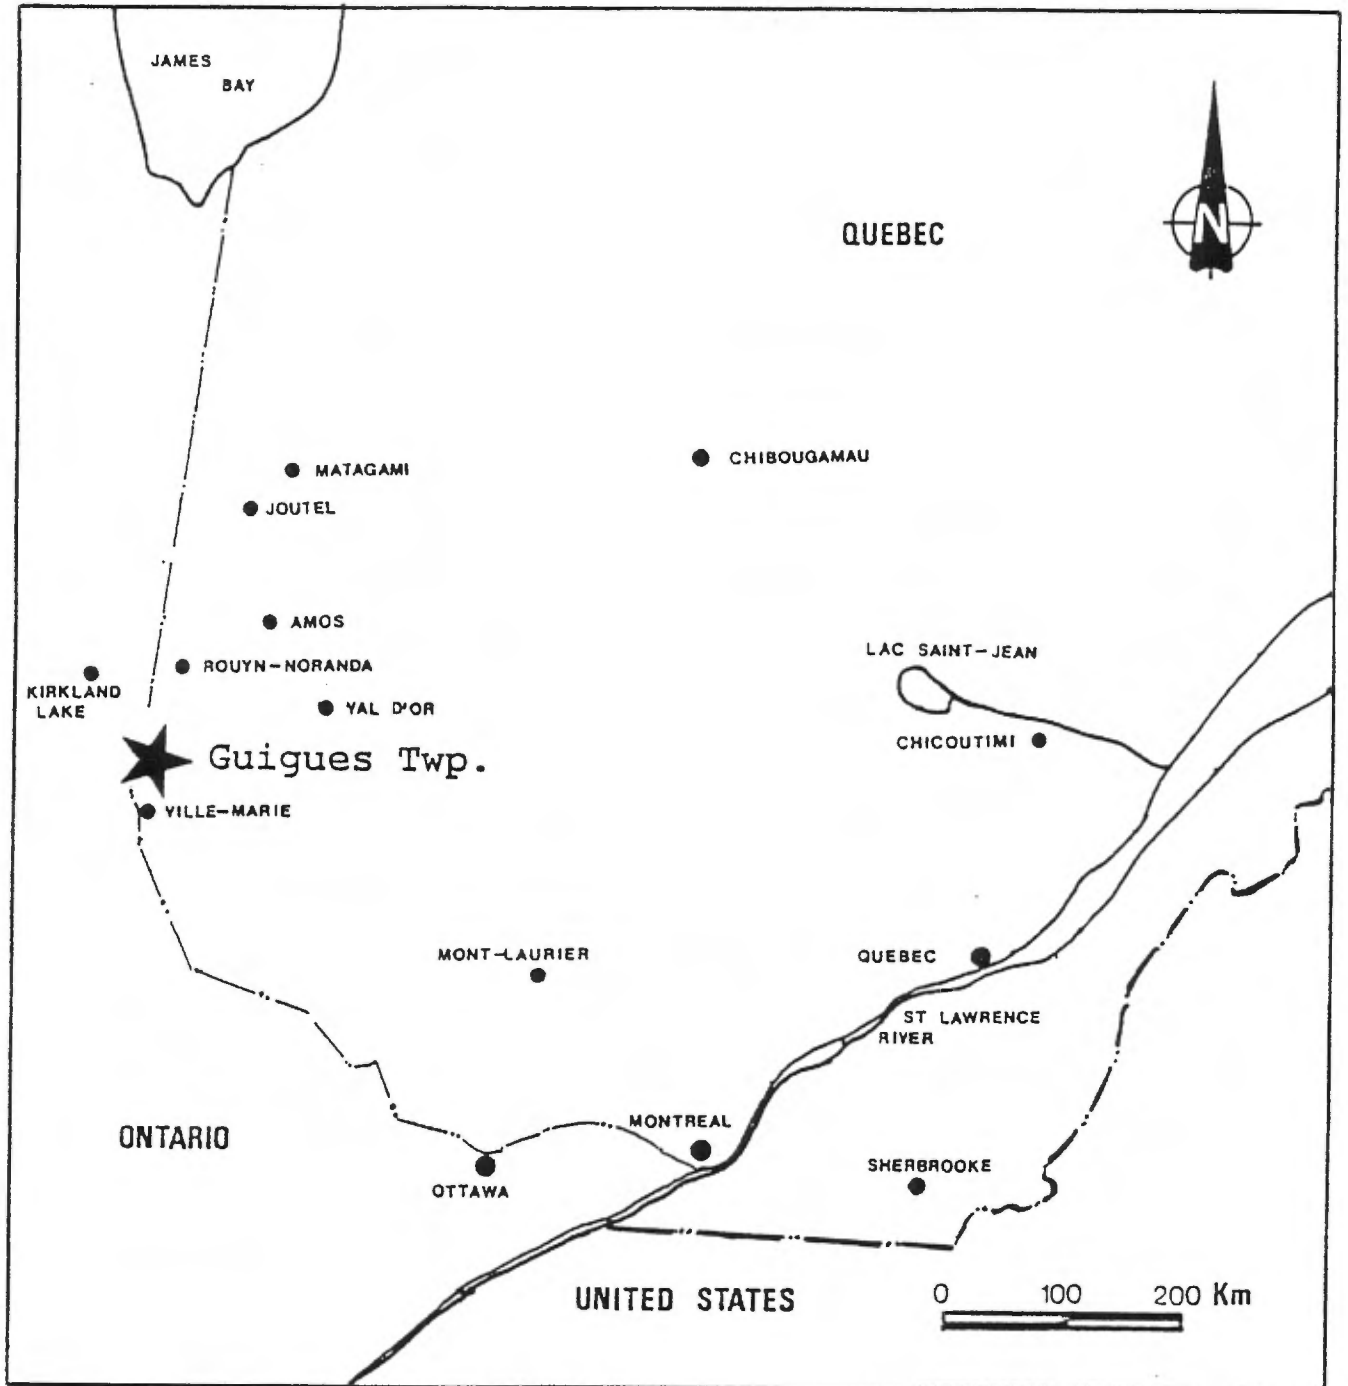 JAMES
BAY
N
QUEBEC
MATAGAMI
CHIBOUGAMAU
JOUTEL
AMOS
ROUYN-NORANDA
LAC SAINT-JEAN
KIRKLAND
LAKE
VAL D'OR
CHICOUTIMI
Guigues Twp.
VILLE-MARIE
MONT-LAURIER
QUEBEC
ST LAWRENCE
RIVER
ONTARIO
MONTREAL
OTTAWA
SHERBROOKE
UNITED STATES
0 100 200 Km